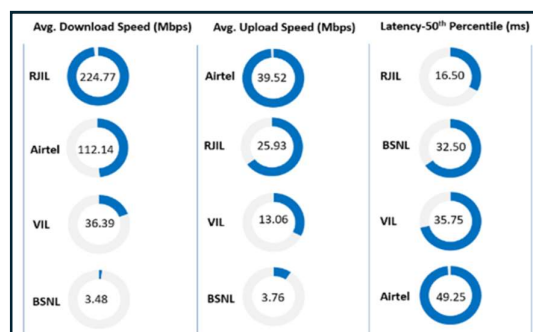 Avg. Download Speed (Mbps)
RJIL 224.77
Airtel 112.14
VIL 36.39
BSNL 3.48
Avg. Upload Speed (Mbps)
Airtel 39.52
RJIL 25.93
VIL 13.06
BSNL 3.76
Latency-50th Percentile (ms)
RJIL 16.50
BSNL 32.50
VIL 35.75
Airtel 49.25